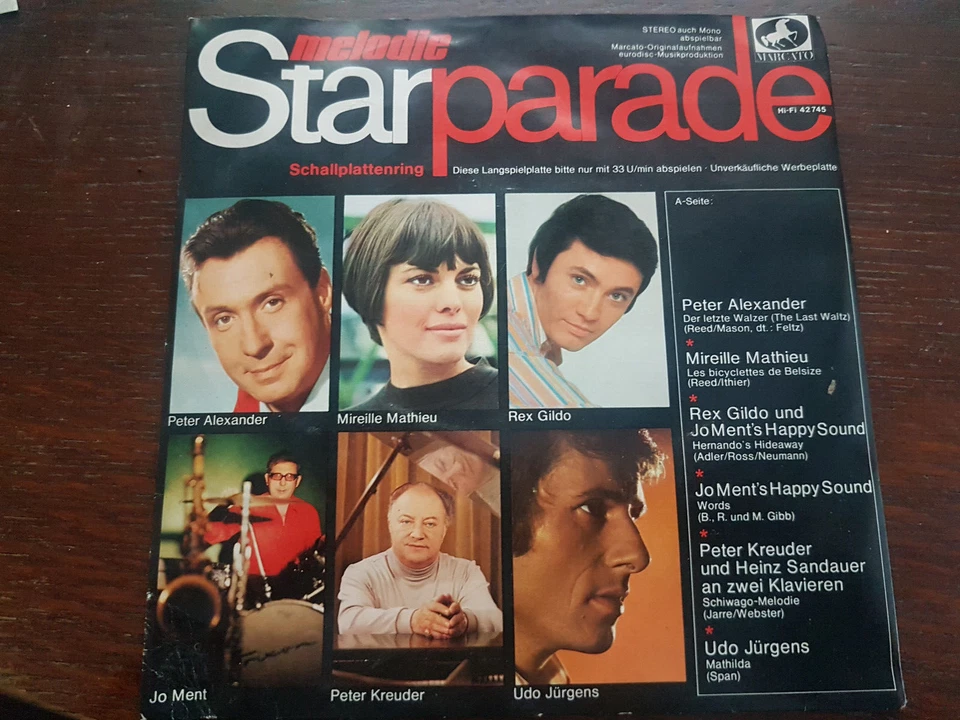 melodie
Starparade
STEREO auch Mono
abspielbar
Marcato-Originalaufnahmen
eurodisc-Musikproduktion
MARCATO
Hi-Fi 42 745
Schallplattenring
Diese Langspielplatte bitte nur mit 33 U/min abspielen · Unverkäufliche Werbeplatte
Peter Alexander
Mireille Mathieu
Rex Gildo
Jo Ment
Peter Kreuder
Udo Jürgens
A-Seite:
Peter Alexander
Der letzte Walzer (The Last Waltz)
(Reed/Mason, dt.: Feltz)
*
Mireille Mathieu
Les bicyclettes de Belsize
(Reed/Ithier)
*
Rex Gildo und
Jo Ment's Happy Sound
Hernando's Hideaway
(Adler/Ross/Neumann)
*
Jo Ment's Happy Sound
Words
(B., R. und M. Gibb)
*
Peter Kreuder
und Heinz Sandauer
an zwei Klavieren
Schiwago-Melodie
(Jarre/Webster)
*
Udo Jürgens
Mathilda
(Span)